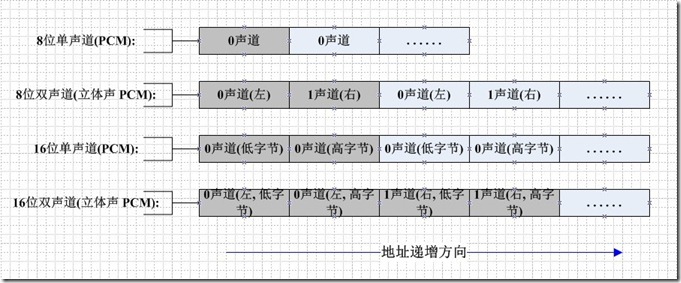 8位单声道(PCM): 0声道 0声道 ······
8位双声道(立体声 PCM): 0声道(左) 1声道(右) 0声道(左) 1声道(右) ······
16位单声道(PCM): 0声道(低字节) 0声道(高字节) 0声道(低字节) 0声道(高字节) ······
16位双声道(立体声 PCM): 0声道(左, 低字节) 0声道(左, 高字节) 1声道(右, 低字节) 1声道(右, 高字节) ······
地址递增方向